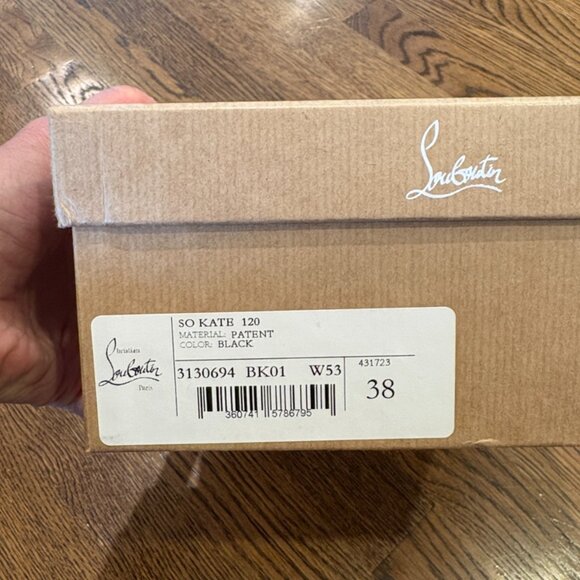 Louboutin
Christian
Louboutin
Paris
SO KATE 120
MATERIAL: PATENT
COLOR: BLACK
3130694 BK01 W53
431723
38
360741 5786795